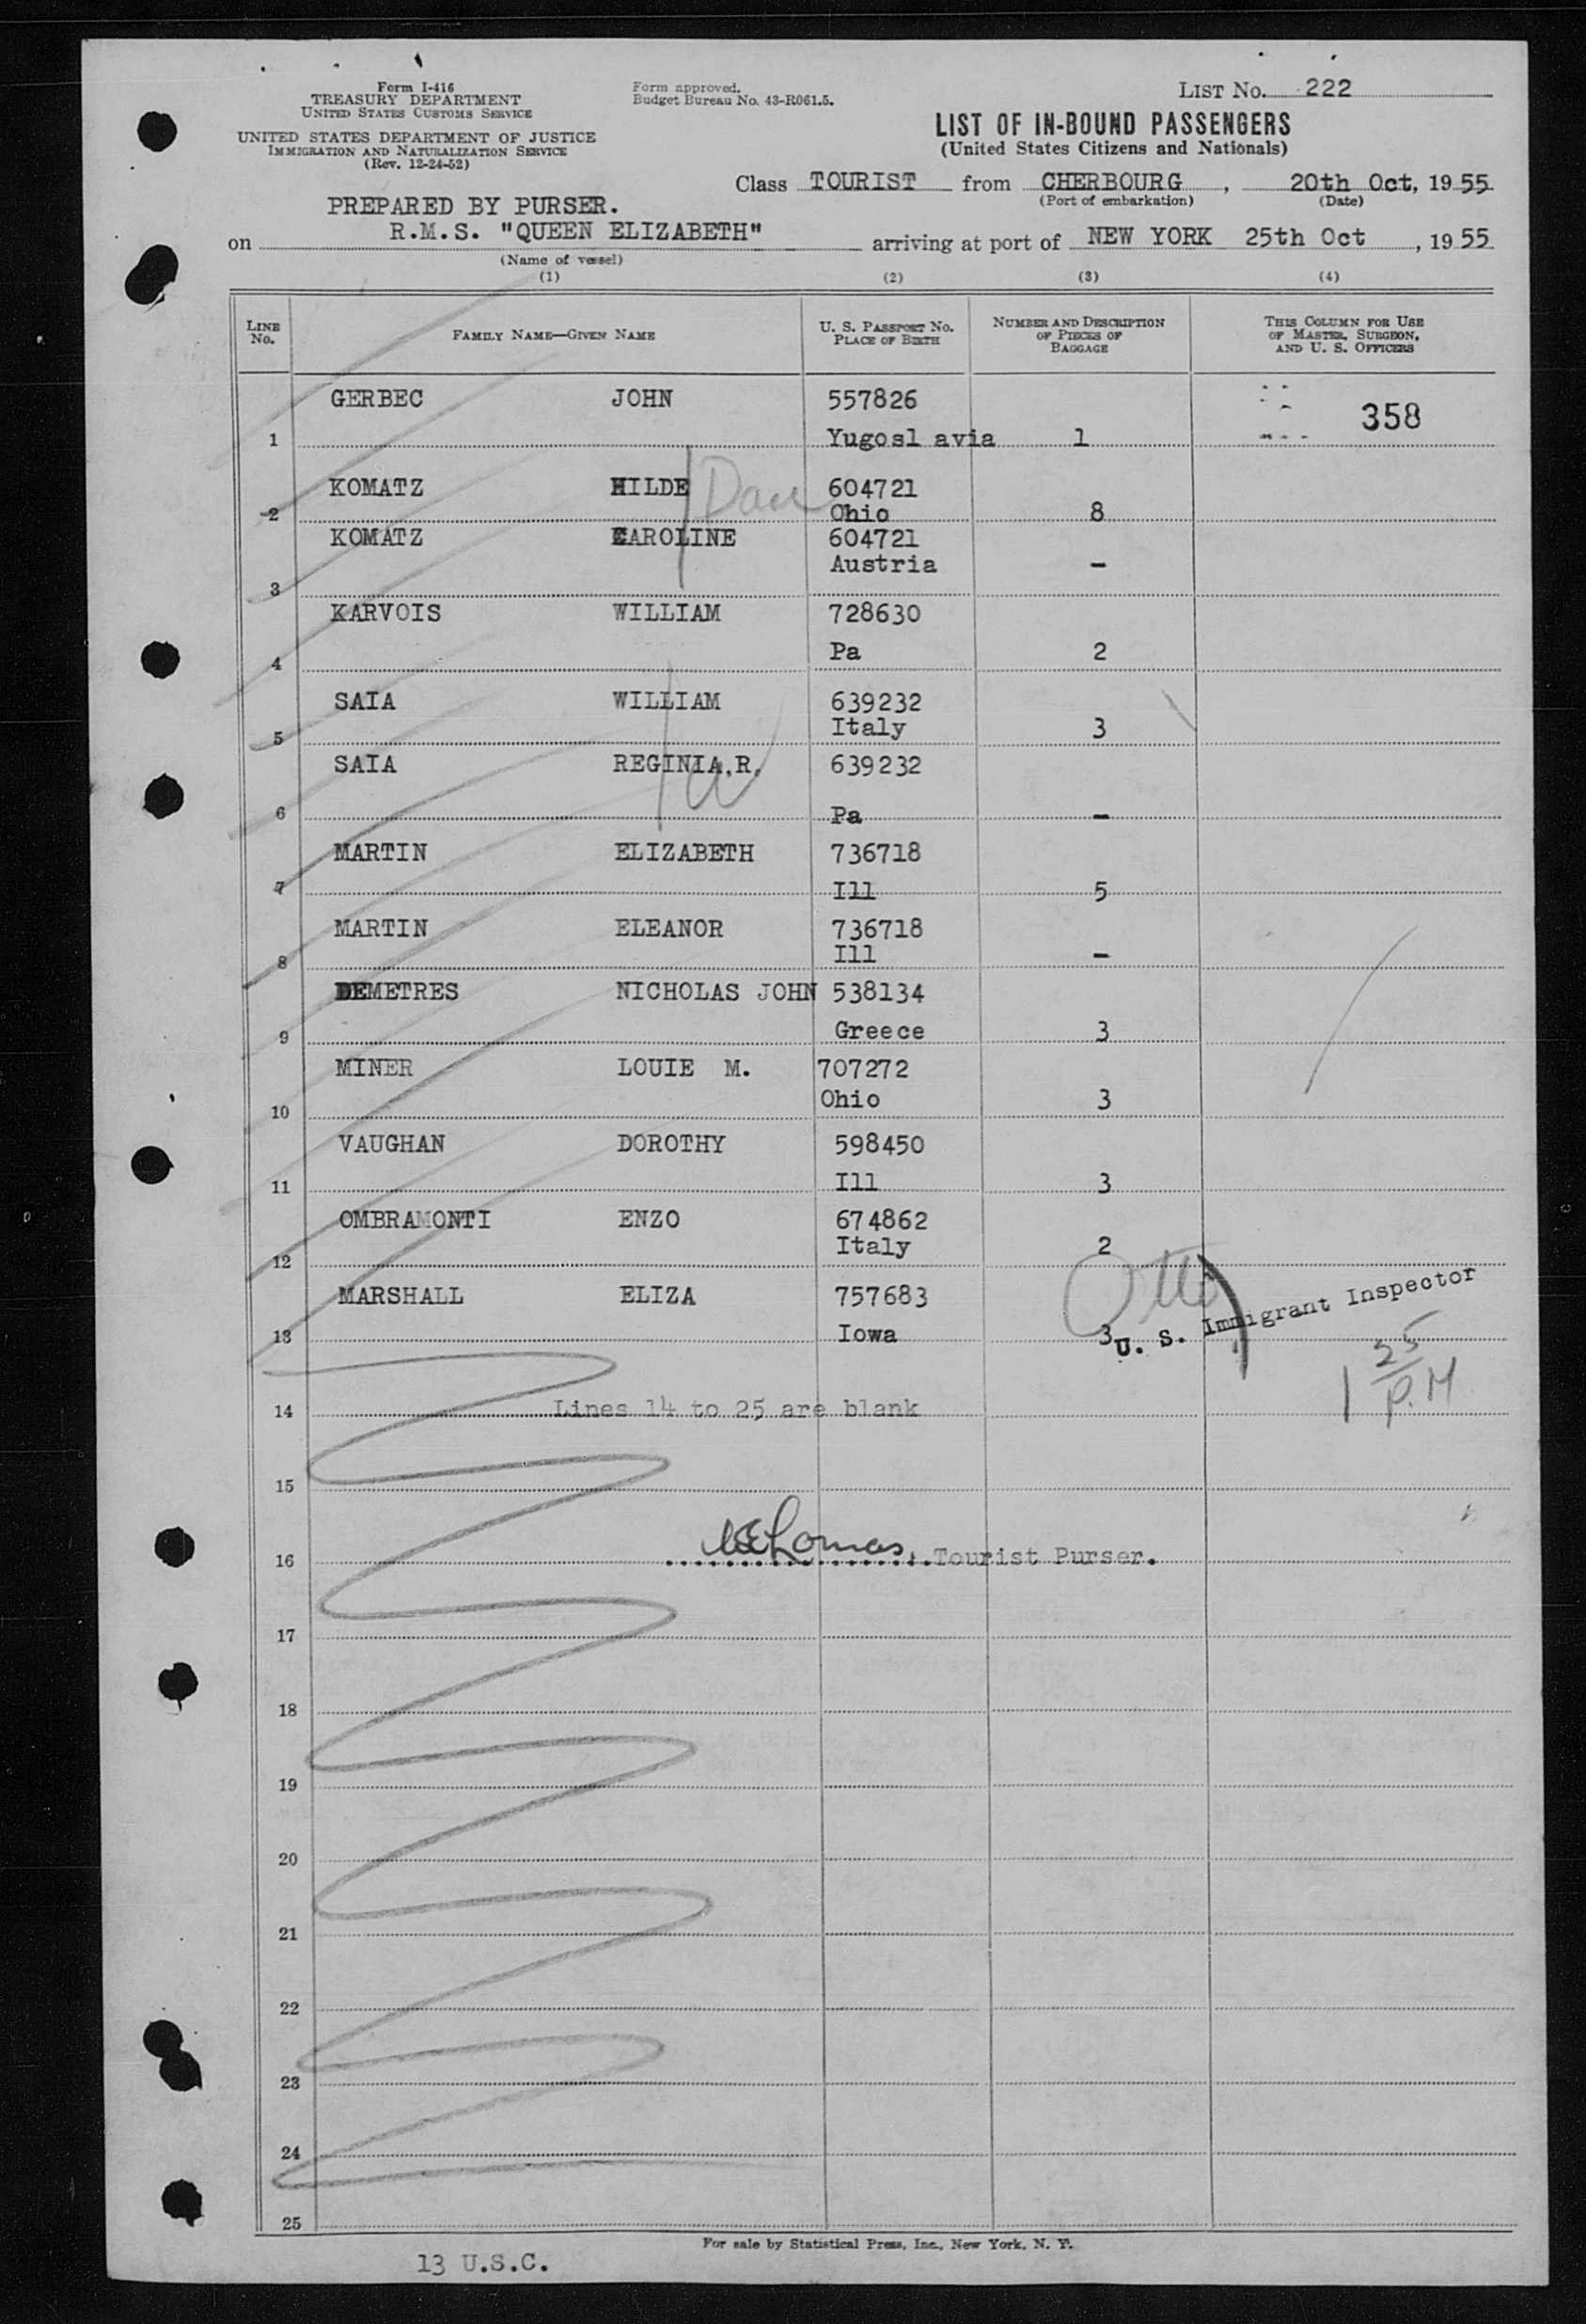 Form I-416
TREASURY DEPARTMENT
UNITED STATES CUSTOMS SERVICE
UNITED STATES DEPARTMENT OF JUSTICE
IMMIGRATION AND NATURALIZATION SERVICE
(Rev. 12-24-52)
Form approved.
Budget Bureau No. 43-R061.5.
LIST NO. 222
LIST OF IN-BOUND PASSENGERS
(United States Citizens and Nationals)
Class TOURIST from CHERBOURG, 20th Oct, 1955
(Port of embarkation) (Date)
PREPARED BY PURSER.
on R.M.S. "QUEEN ELIZABETH" arriving at port of NEW YORK 25th Oct, 1955
(Name of vessel)
(1) (2) (3) (4)
LINE NO. FAMILY NAME—GIVEN NAME U. S. PASSPORT NO. PLACE OF BIRTH NUMBER AND DESCRIPTION OF PIECES OF BAGGAGE THIS COLUMN FOR USE OF MASTER, SURGEON, AND U. S. OFFICERS
GERBEC JOHN 557826 358
1 Yugosl avia 1
KOMATZ HILDE 604721
2 Ohio 8
KOMATZ CAROLINE 604721
Austria -
3
KARVOIS WILLIAM 728630
4 Pa 2
SAIA WILLIAM 639232
5 Italy 3
SAIA REGINIA.R. 639232
6 Pa -
MARTIN ELIZABETH 736718
7 Ill 5
MARTIN ELEANOR 736718
8 Ill -
DEMETRES NICHOLAS JOHN 538134
9 Greece 3
MINER LOUIE M. 707272
10 Ohio 3
VAUGHAN DOROTHY 598450
11 Ill 3
OMBRAMONTI ENZO 674862
12 Italy 2
MARSHALL ELIZA 757683
13 Iowa 3
U. S. Immigrant Inspector
1 25
P.M
14 Lines 14 to 25 are blank
15
16 Tourist Purser.
17
18
19
20
21
22
23
24
25
For sale by Statistical Press, Inc., New York, N. Y.
13 U.S.C.